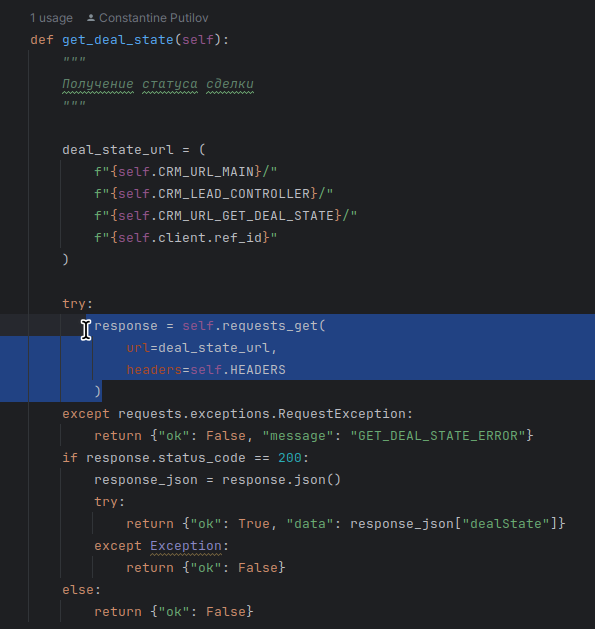 1 usage Constantine Putilov
def get_deal_state(self):
"""
Получение статуса сделки
"""
deal_state_url = (
f"{self.CRM_URL_MAIN}/"
f"{self.CRM_LEAD_CONTROLLER}/"
f"{self.CRM_URL_GET_DEAL_STATE}/"
f"{self.client.ref_id}"
)
try:
response = self.requests_get(
url=deal_state_url,
headers=self.HEADERS
)
except requests.exceptions.RequestException:
return {"ok": False, "message": "GET_DEAL_STATE_ERROR"}
if response.status_code == 200:
response_json = response.json()
try:
return {"ok": True, "data": response_json["dealState"]}
except Exception:
return {"ok": False}
else:
return {"ok": False}